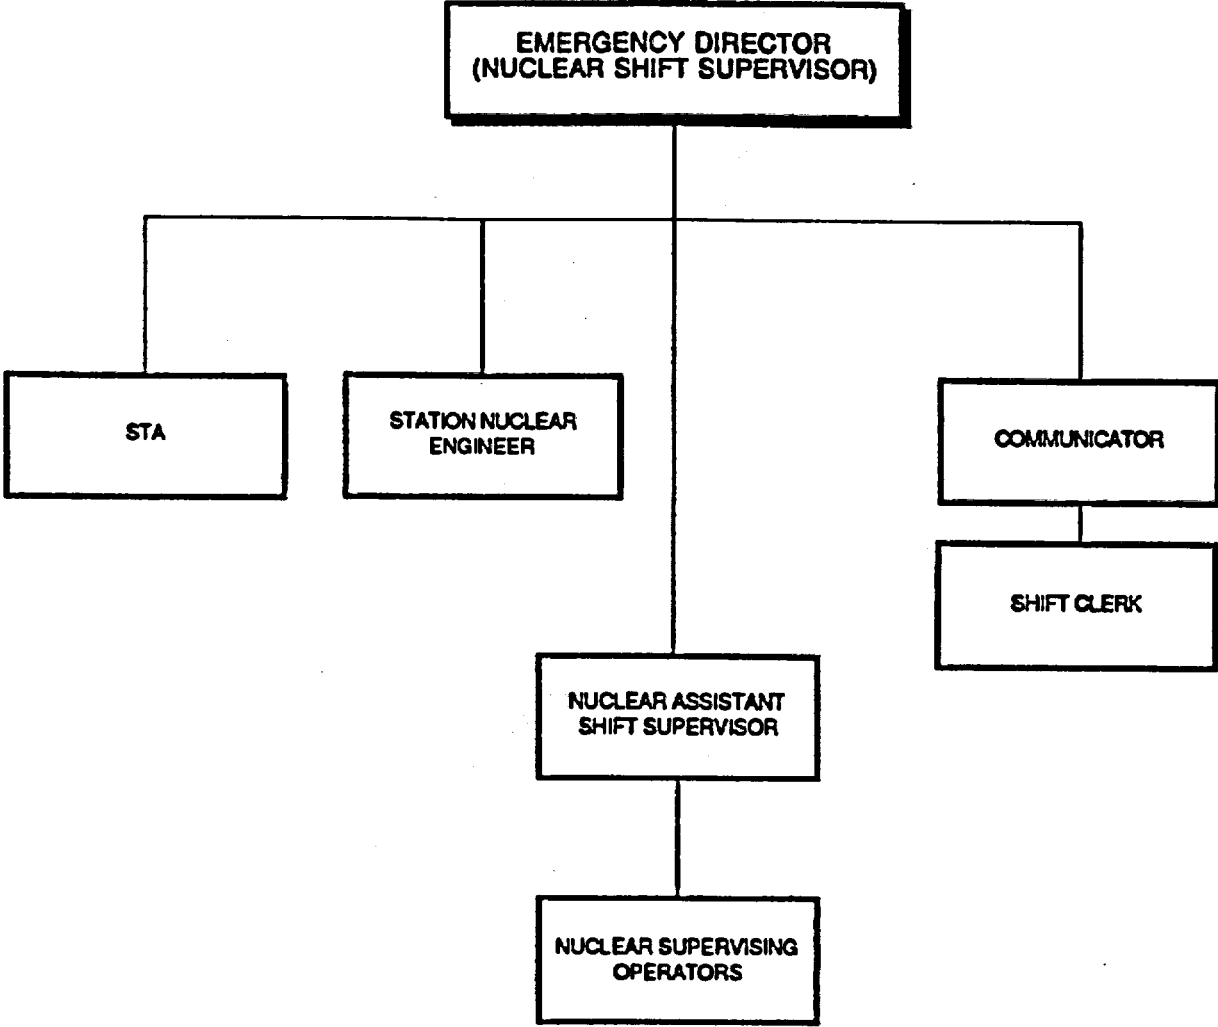 EMERGENCY DIRECTOR
(NUCLEAR SHIFT SUPERVISOR)
STA
STATION NUCLEAR
ENGINEER
COMMUNICATOR
SHIFT CLERK
NUCLEAR ASSISTANT
SHIFT SUPERVISOR
NUCLEAR SUPERVISING
OPERATORS